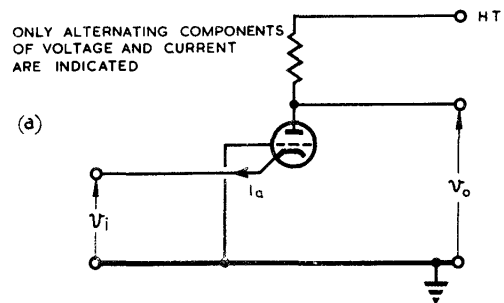 ONLY ALTERNATING COMPONENTS
OF VOLTAGE AND CURRENT
ARE INDICATED
HT
(a)
ia
vi
vo